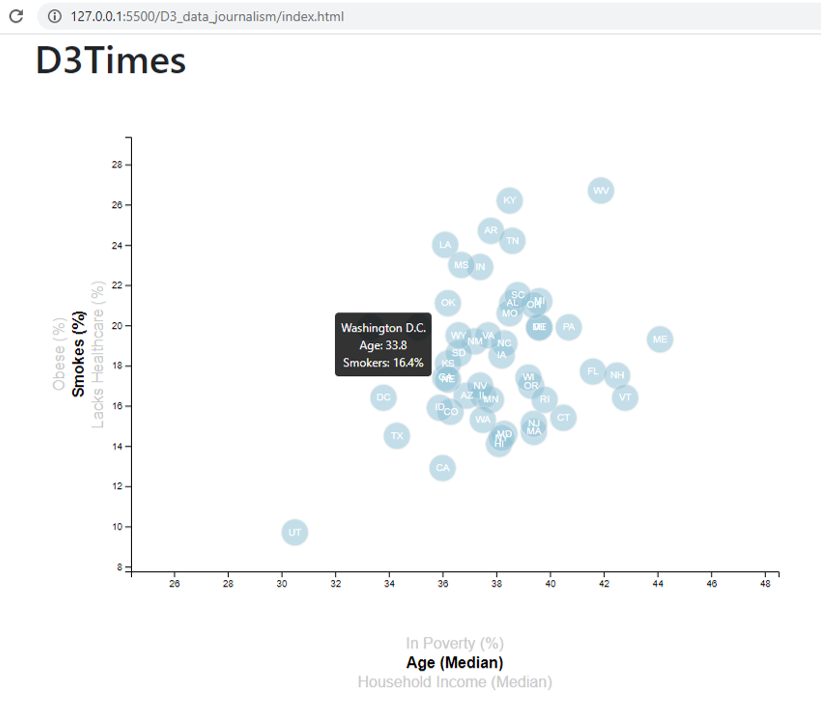 127.0.0.1:5500/D3_data_journalism/index.html
D3Times
28
26
24
22
20
18
16
14
12
10
8
Obese (%)
Smokes (%)
Lacks Healthcare (%)
WV
KY
AR
TN
LA
MS
IN
SC
MI
AL
OH
OK
MO
Washington D.C.
Age: 33.8
Smokers: 16.4%
PA
WY
VA
NM
NC
ME
SD
IA
KS
FL
NH
WI
NE
OR
NV
DC
AZ
IL
MN
RI
VT
ID
CO
CT
WA
NJ
MA
TX
MD
HI
CA
UT
26
28
30
32
34
36
38
40
42
44
46
48
In Poverty (%)
Age (Median)
Household Income (Median)